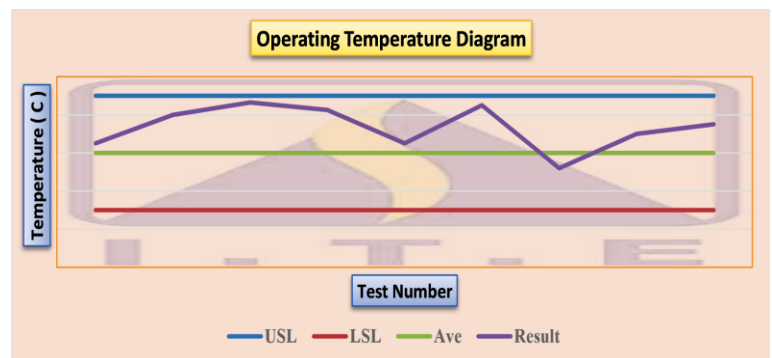 Operating Temperature Diagram
Temperature ( C )
I . T . E
Test Number
USL LSL Ave Result